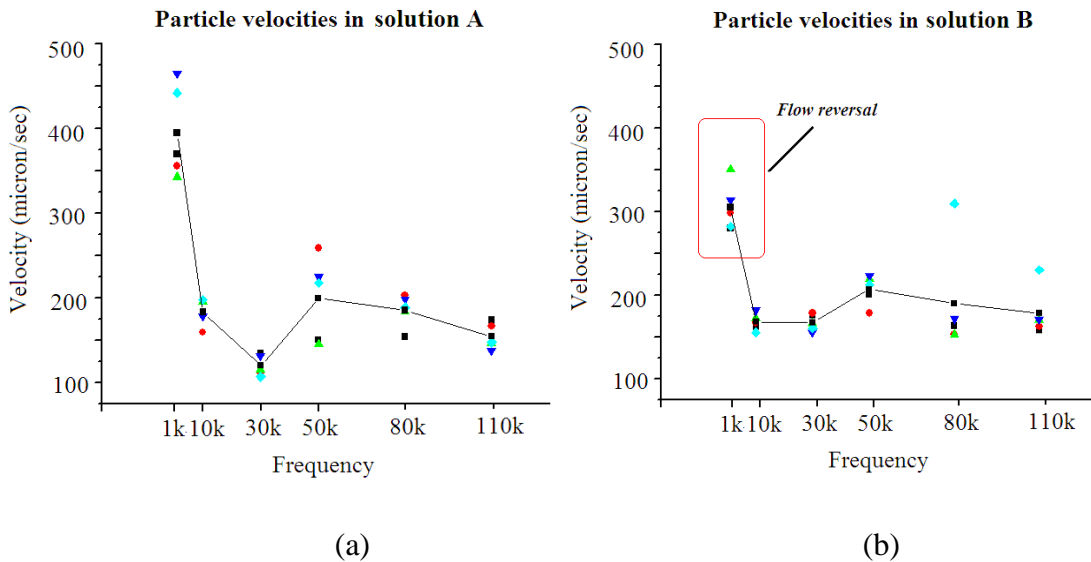 Particle velocities in solution A
500
400
300
200
100
Velocity (micron/sec)
1k 10k 30k 50k 80k 110k
Frequency
(a)
Particle velocities in solution B
500
400
300
200
100
Velocity (micron/sec)
Flow reversal
1k 10k 30k 50k 80k 110k
Frequency
(b)